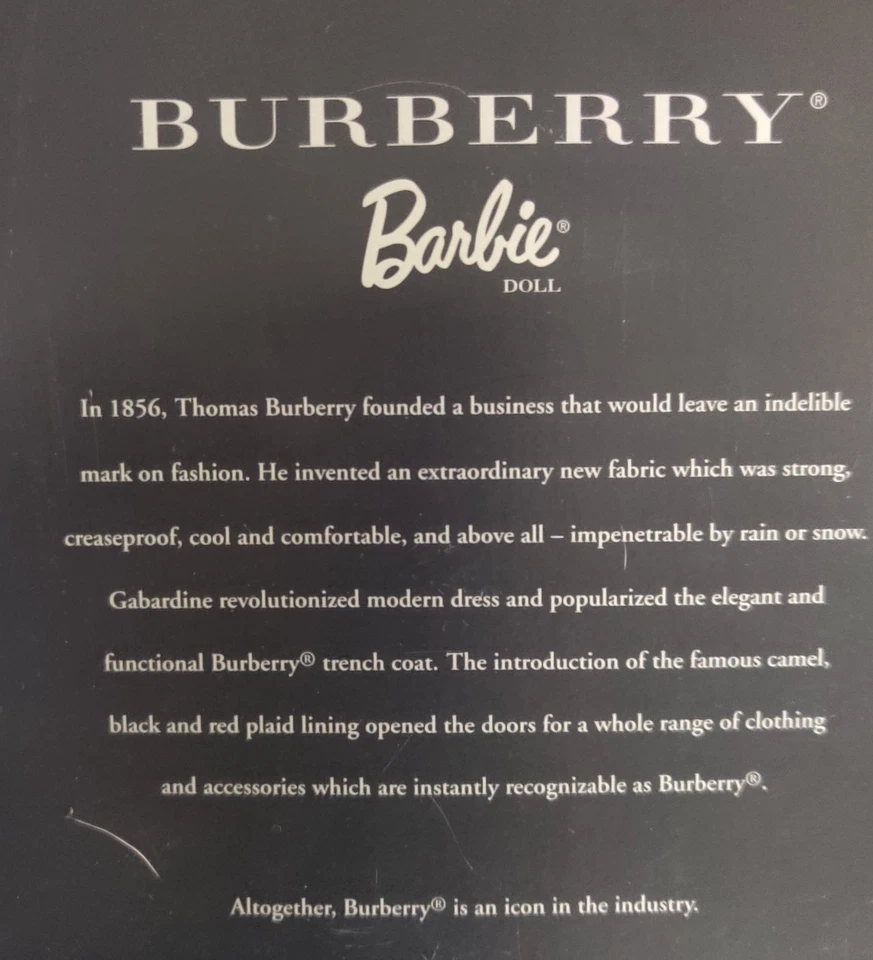 BURBERRY®
Barbie®
DOLL
In 1856, Thomas Burberry founded a business that would leave an indelible
mark on fashion. He invented an extraordinary new fabric which was strong,
creaseproof, cool and comfortable, and above all – impenetrable by rain or snow.
Gabardine revolutionized modern dress and popularized the elegant and
functional Burberry® trench coat. The introduction of the famous camel,
black and red plaid lining opened the doors for a whole range of clothing
and accessories which are instantly recognizable as Burberry®.
Altogether, Burberry® is an icon in the industry.